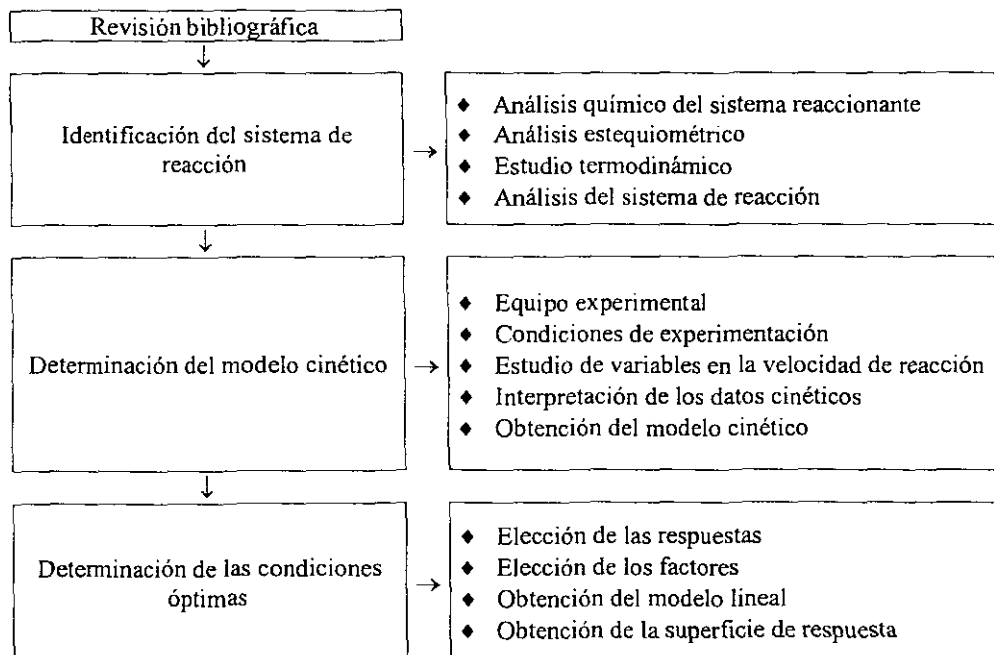 Revisión bibliográfica
↓
Identificación del sistema de
reacción
→
◆ Análisis químico del sistema reaccionante
◆ Análisis estequiométrico
◆ Estudio termodinámico
◆ Análisis del sistema de reacción
↓
Determinación del modelo cinético
→
◆ Equipo experimental
◆ Condiciones de experimentación
◆ Estudio de variables en la velocidad de reacción
◆ Interpretación de los datos cinéticos
◆ Obtención del modelo cinético
↓
Determinación de las condiciones
óptimas
→
◆ Elección de las respuestas
◆ Elección de los factores
◆ Obtención del modelo lineal
◆ Obtención de la superficie de respuesta